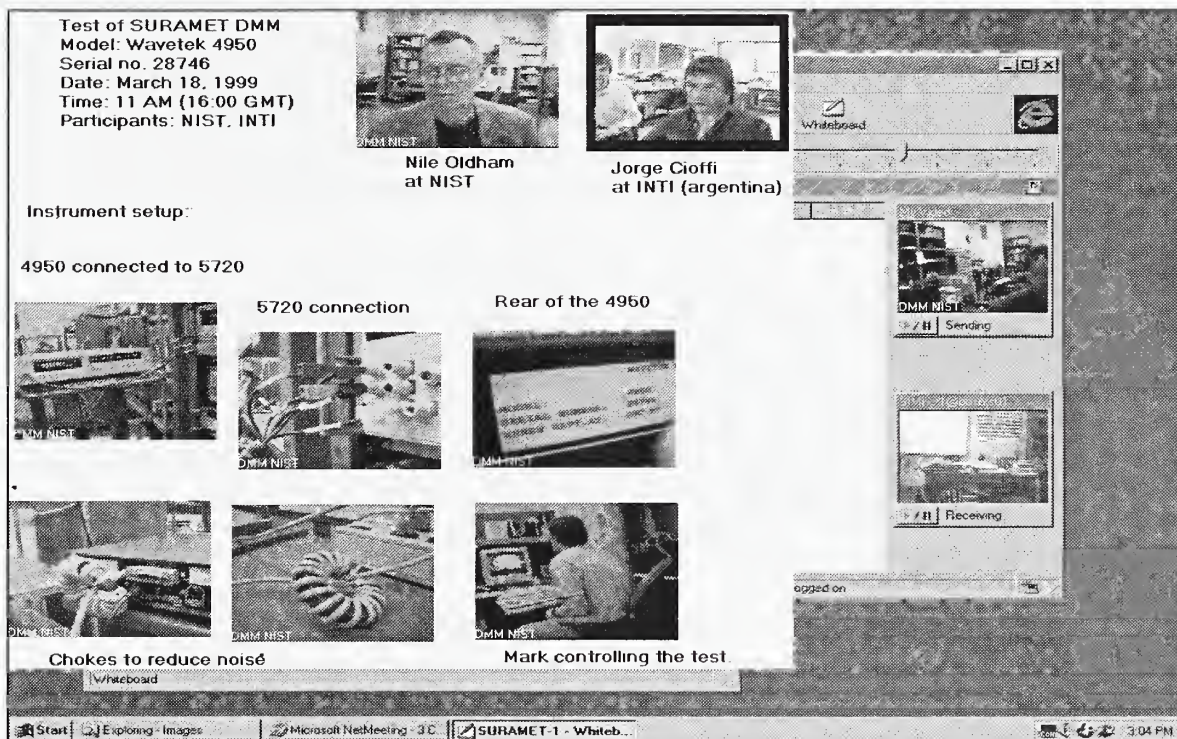 Test of SURAMET DMM
Model: Wavetek 4950
Serial no. 28746
Date: March 18, 1999
Time: 11 AM (16:00 GMT)
Participants: NIST, INTI
DMM NIST
Nile Oldham
at NIST
Jorge Cioffi
at INTI (argentina)
Whiteboard
Instrument setup:
4950 connected to 5720
5720 connection
Rear of the 4950
DMM NIST
Sending
DMM NIST
DMM NIST
DMM NIST
Receiving
DMM NIST
DMM NIST
DMM NIST
ogged on
Chokes to reduce noise
Mark controlling the test.
Whiteboard
Start
Exploring - Images
Microsoft NetMeeting - 3 C...
SURAMET-1 - Whiteb...
3:04 PM